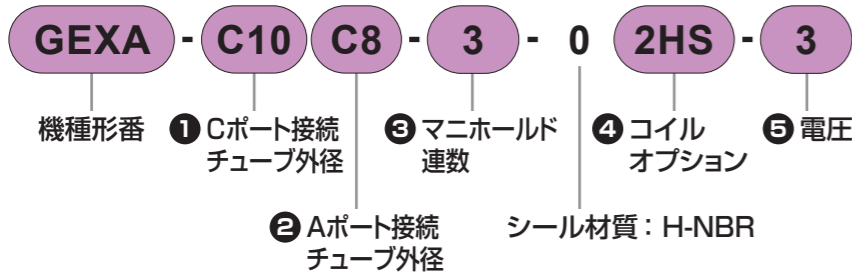 GEXA - C10 C8 - 3 - 0 2HS - 3
機種形番
❶ Cポート接続
チューブ外径
❸ マニホールド
連数
❹ コイル
オプション
❺ 電圧
❷ Aポート接続
チューブ外径
シール材質：H-NBR